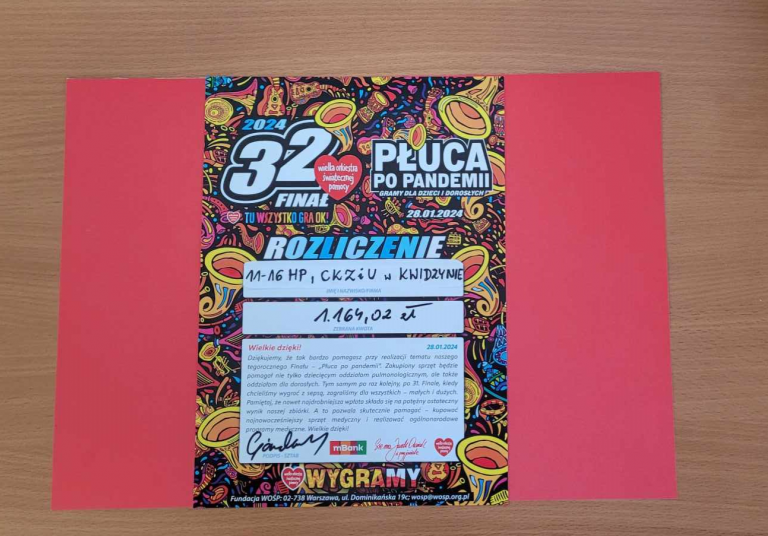 2024
32
FINAŁ
wielka orkiestra
świątecznej
pomocy
TU WSZYSTKO GRA OK!
PŁUCA
PO PANDEMII
GRAMY DLA DZIECI I DOROSŁYCH!
28.01.2024
ROZLICZENIE
11-16 HP, CKZiU w KWIDZYNIE
IMIĘ I NAZWISKO/FIRMA
1.164,02 zł
ZEBRANA KWOTA
Wielkie dzięki!
28.01.2024
Dziękujemy, że tak bardzo pomagasz przy realizacji tematu naszego
tegorocznego Finału – „Płuca po pandemii”. Zakupiony sprzęt będzie
pomagał nie tylko dziecięcym oddziałom pulmonologicznym, ale także
oddziałom dla dorosłych. Tym samym po raz kolejny, po 31. Finale, kiedy
chcieliśmy wygrać z sepsą, zagraliśmy dla wszystkich – małych i dużych.
Pamiętaj, że nawet najdrobniejsza wpłata składa się na potężny ostateczny
wynik naszej zbiórki. A to pozwala skutecznie pomagać – kupować
najnowocześniejszy sprzęt medyczny i realizować ogólnonarodowe
programy medyczne. Wielkie dzięki!
PODPIS - SZTAB
mBank
WYGRAMY
Fundacja WOŚP: 02-738 Warszawa, ul. Dominikańska 19c; wosp@wosp.org.pl